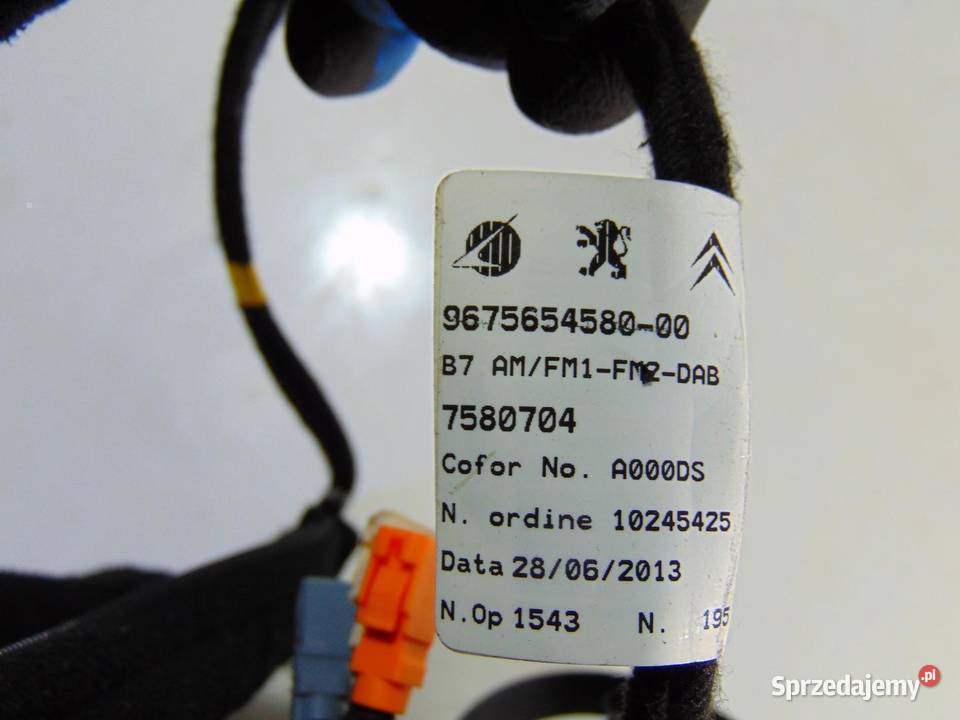 9675654580-00
B7 AM/FM1-FM2-DAB
7580704
Cofor No. A000DS
N. ordine 10245425
Data 28/06/2013
N.Op 1543 N. 195
Sprzedajemy.pl